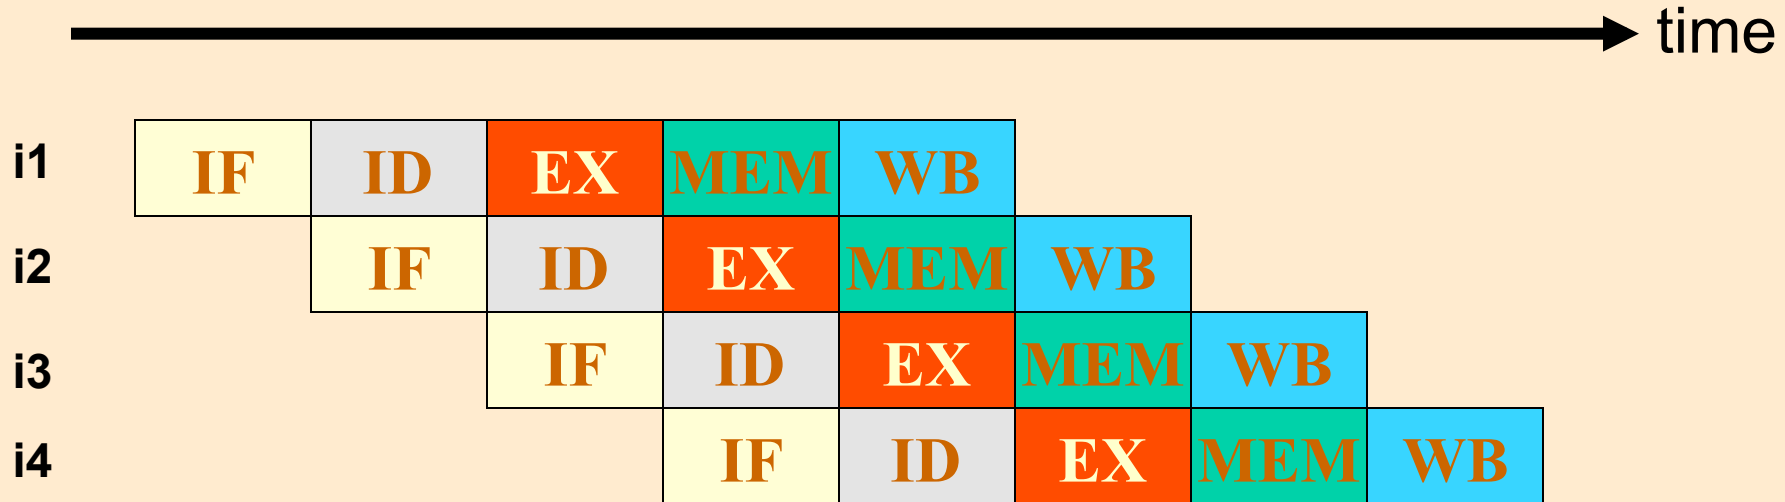 time
i1 IF ID EX MEM WB
i2 IF ID EX MEM WB
i3 IF ID EX MEM WB
i4 IF ID EX MEM WB